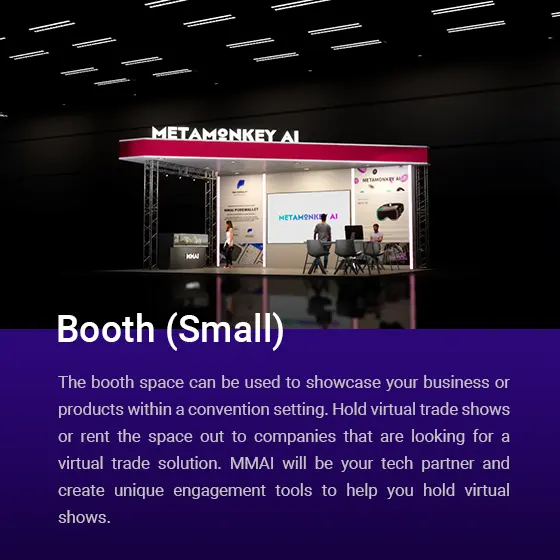 METAMONKEY AI
METAMONKEY AI
METAMONKEY AI
MMAI
Booth (Small)
The booth space can be used to showcase your business or
products within a convention setting. Hold virtual trade shows
or rent the space out to companies that are looking for a
virtual trade solution. MMAI will be your tech partner and
create unique engagement tools to help you hold virtual
shows.